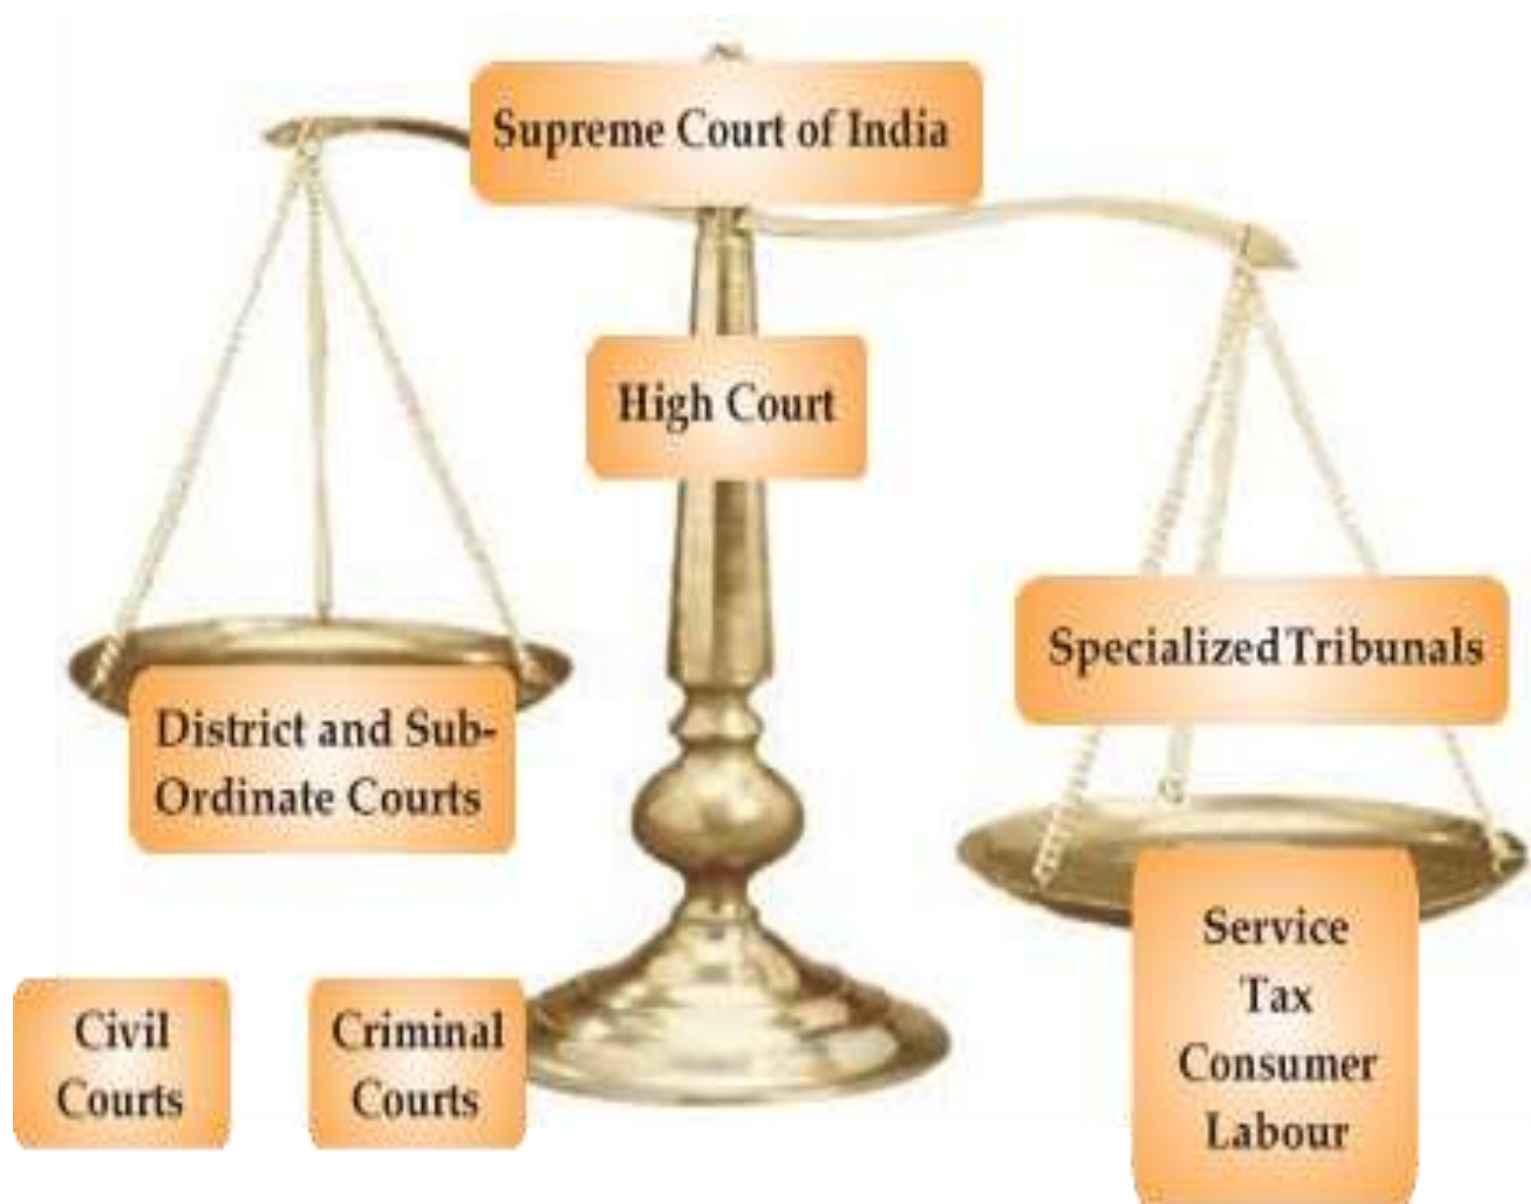 Supreme Court of India
High Court
Specialized Tribunals
District and Sub-
Ordinate Courts
Service
Tax
Consumer
Labour
Civil
Courts
Criminal
Courts